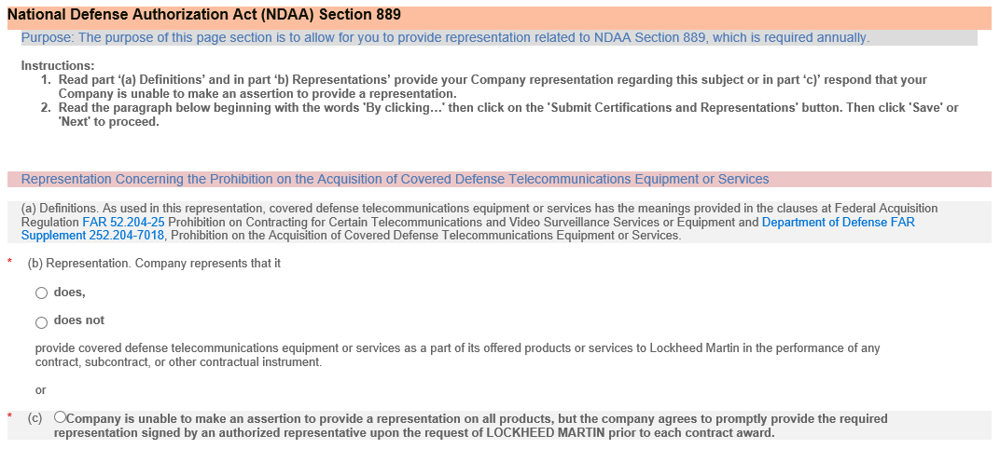 National Defense Authorization Act (NDAA) Section 889
Purpose: The purpose of this page section is to allow for you to provide representation related to NDAA Section 889, which is required annually.
Instructions:
1. Read part ‘(a) Definitions’ and in part ‘b) Representations’ provide your Company representation regarding this subject or in part ‘c)’ respond that your
Company is unable to make an assertion to provide a representation.
2. Read the paragraph below beginning with the words 'By clicking…' then click on the 'Submit Certifications and Representations' button. Then click 'Save' or
'Next' to proceed.
Representation Concerning the Prohibition on the Acquisition of Covered Defense Telecommunications Equipment or Services
(a) Definitions. As used in this representation, covered defense telecommunications equipment or services has the meanings provided in the clauses at Federal Acquisition
Regulation FAR 52.204-25 Prohibition on Contracting for Certain Telecommunications and Video Surveillance Services or Equipment and Department of Defense FAR
Supplement 252.204-7018, Prohibition on the Acquisition of Covered Defense Telecommunications Equipment or Services.
* (b) Representation. Company represents that it
does,
does not
provide covered defense telecommunications equipment or services as a part of its offered products or services to Lockheed Martin in the performance of any
contract, subcontract, or other contractual instrument.
or
* (c) Company is unable to make an assertion to provide a representation on all products, but the company agrees to promptly provide the required
representation signed by an authorized representative upon the request of LOCKHEED MARTIN prior to each contract award.